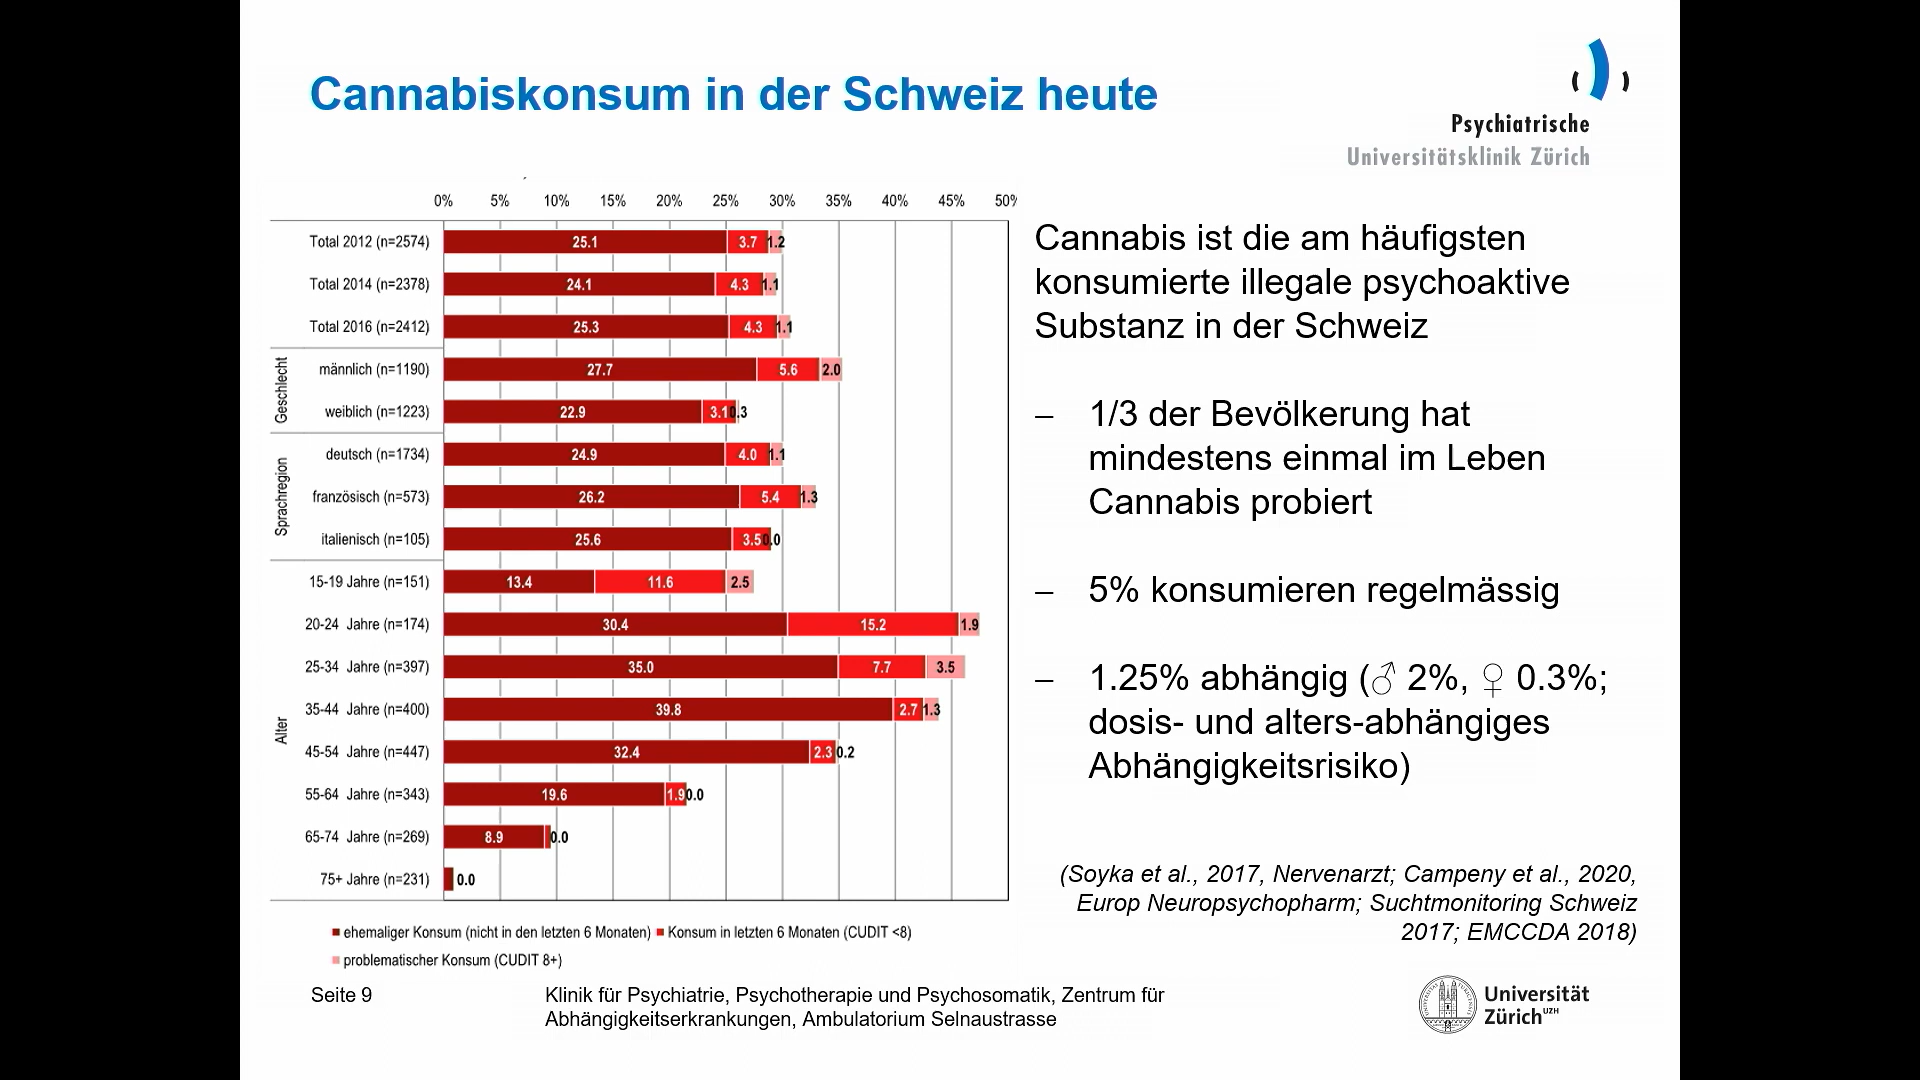 Cannabiskonsum in der Schweiz heute
Psychiatrische
Universitätsklinik Zürich
0% 5% 10% 15% 20% 25% 30% 35% 40% 45% 50%
Total 2012 (n=2574) 25.1 3.7 1.2
Total 2014 (n=2378) 24.1 4.3 1.1
Total 2016 (n=2412) 25.3 4.3 1.1
Geschlecht
männlich (n=1190) 27.7 5.6 2.0
weiblich (n=1223) 22.9 3.1 0.3
Sprachregion
deutsch (n=1734) 24.9 4.0 1.1
französisch (n=573) 26.2 5.4 1.3
italienisch (n=105) 25.6 3.5 0.0
Alter
15-19 Jahre (n=151) 13.4 11.6 2.5
20-24 Jahre (n=174) 30.4 15.2 1.9
25-34 Jahre (n=397) 35.0 7.7 3.5
35-44 Jahre (n=400) 39.8 2.7 1.3
45-54 Jahre (n=447) 32.4 2.3 0.2
55-64 Jahre (n=343) 19.6 1.9 0.0
65-74 Jahre (n=269) 8.9 0.0
75+ Jahre (n=231) 0.0
■ ehemaliger Konsum (nicht in den letzten 6 Monaten) ■ Konsum in letzten 6 Monaten (CUDIT <8)
■ problematischer Konsum (CUDIT 8+)
Cannabis ist die am häufigsten
konsumierte illegale psychoaktive
Substanz in der Schweiz
– 1/3 der Bevölkerung hat
mindestens einmal im Leben
Cannabis probiert
– 5% konsumieren regelmässig
– 1.25% abhängig (♂ 2%, ♀ 0.3%;
dosis- und alters-abhängiges
Abhängigkeitsrisiko)
(Soyka et al., 2017, Nervenarzt; Campeny et al., 2020,
Europ Neuropsychopharm; Suchtmonitoring Schweiz
2017; EMCCDA 2018)
Seite 9
Klinik für Psychiatrie, Psychotherapie und Psychosomatik, Zentrum für
Abhängigkeitserkrankungen, Ambulatorium Selnaustrasse
Universität
Zürich UZH